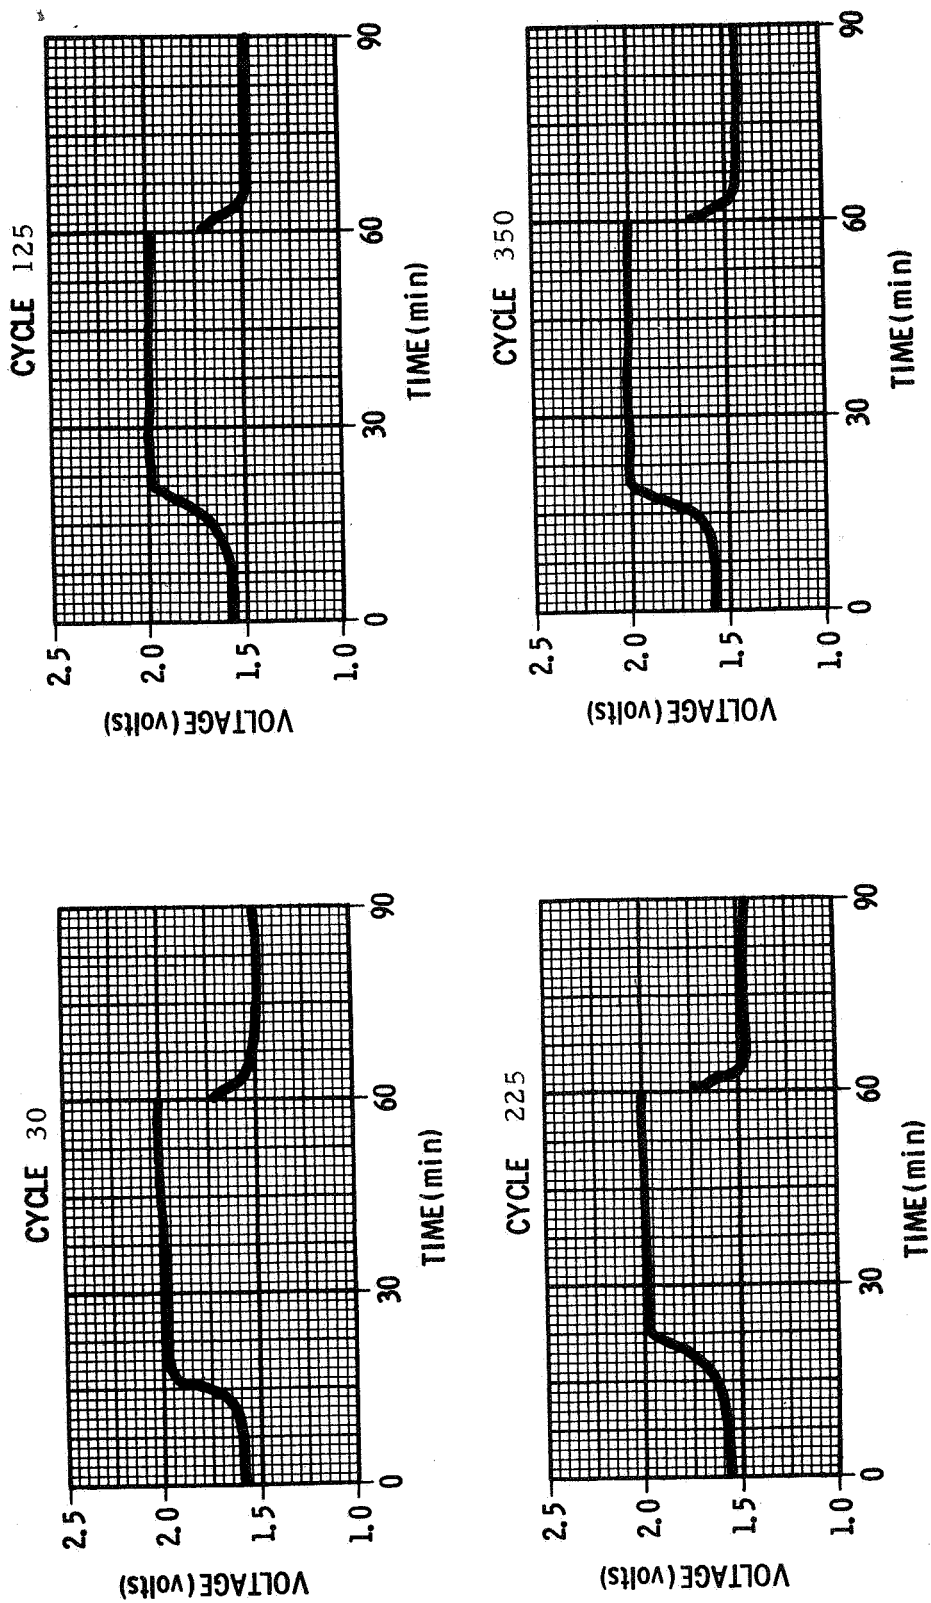 CYCLE 30
2.5
2.0
1.5
1.0
VOLTAGE (volts)
0
30
60
90
TIME (min)
CYCLE 125
2.5
2.0
1.5
1.0
VOLTAGE (volts)
0
30
60
90
TIME (min)
CYCLE 225
2.5
2.0
1.5
1.0
VOLTAGE (volts)
0
30
60
90
TIME (min)
CYCLE 350
2.5
2.0
1.5
1.0
VOLTAGE (volts)
0
30
60
90
TIME (min)